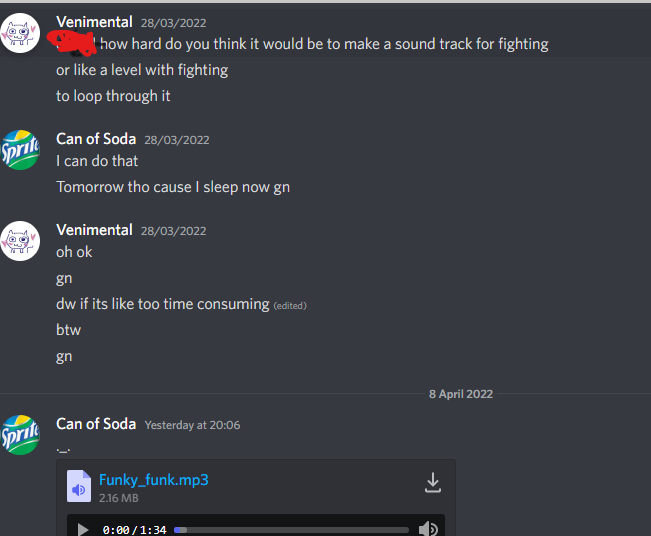 Venimental 28/03/2022
how hard do you think it would be to make a sound track for fighting
or like a level with fighting
to loop through it
Can of Soda 28/03/2022
I can do that
Tomorrow tho cause I sleep now gn
Venimental 28/03/2022
oh ok
gn
dw if its like too time consuming (edited)
btw
gn
8 April 2022
Can of Soda Yesterday at 20:06
._.
Funky_funk.mp3
2.16 MB
0:00/1:34